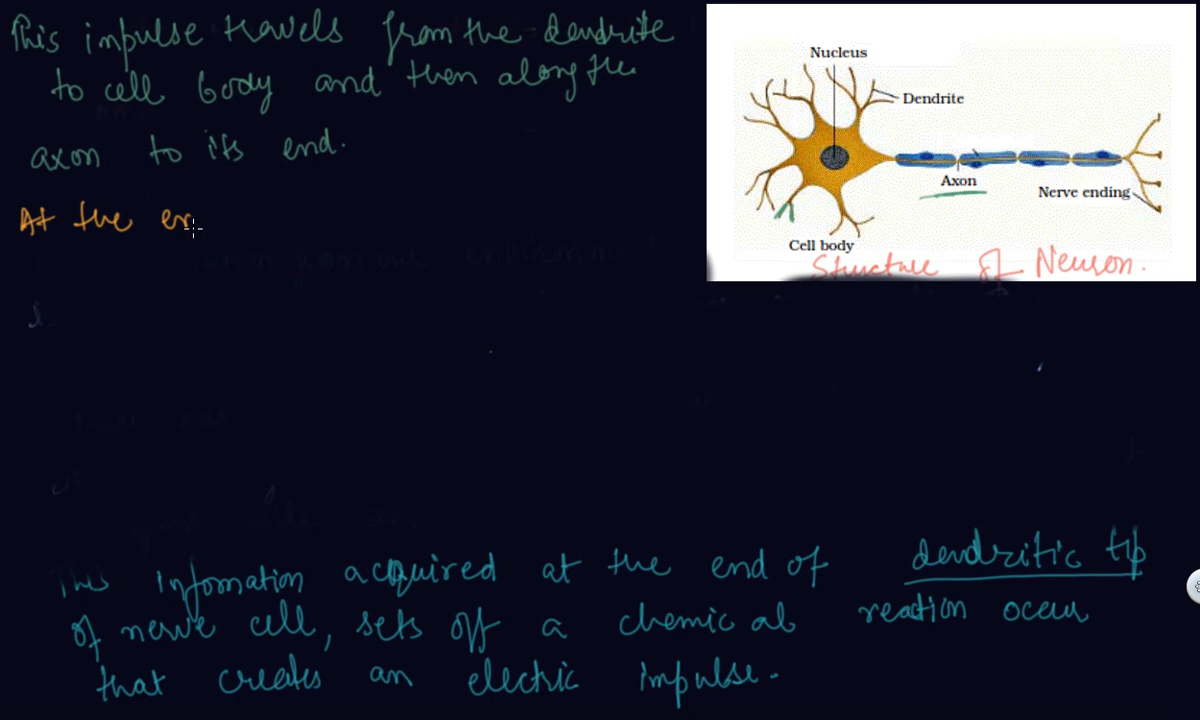 This impulse travels from the dendrite
to cell body and then along the
axon to its end.
At the en
Nucleus
Dendrite
Axon
Nerve ending
Cell body
Structure of Neuron.
This Infomation acquired at the end of dendritic tip
of nerve cell, sets off a chemical reation occur
that creates an electric impulse.